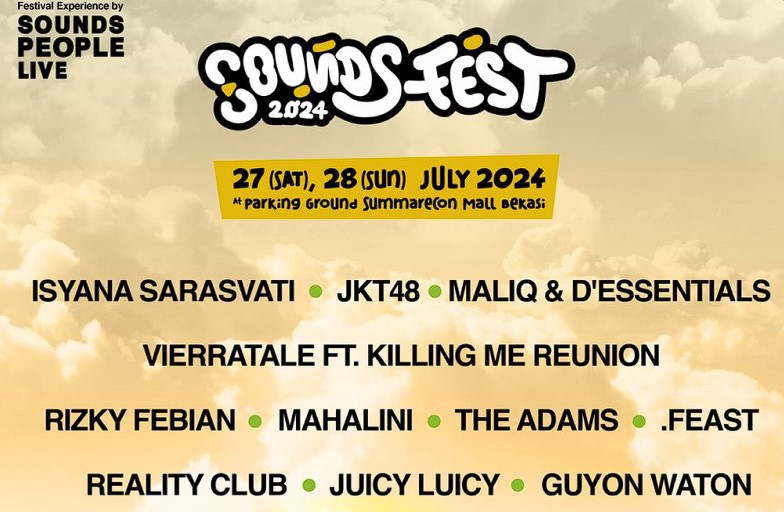 Festival Experience by
SOUNDS
PEOPLE
LIVE
SOUNDS FEST
2024
27 (SAT), 28 (SUN) JULY 2024
At Parking Ground Summarecon Mall Bekasi
ISYANA SARASVATI • JKT48 • MALIQ & D'ESSENTIALS
VIERRATALE FT. KILLING ME REUNION
RIZKY FEBIAN • MAHALINI • THE ADAMS • .FEAST
REALITY CLUB • JUICY LUICY • GUYON WATON